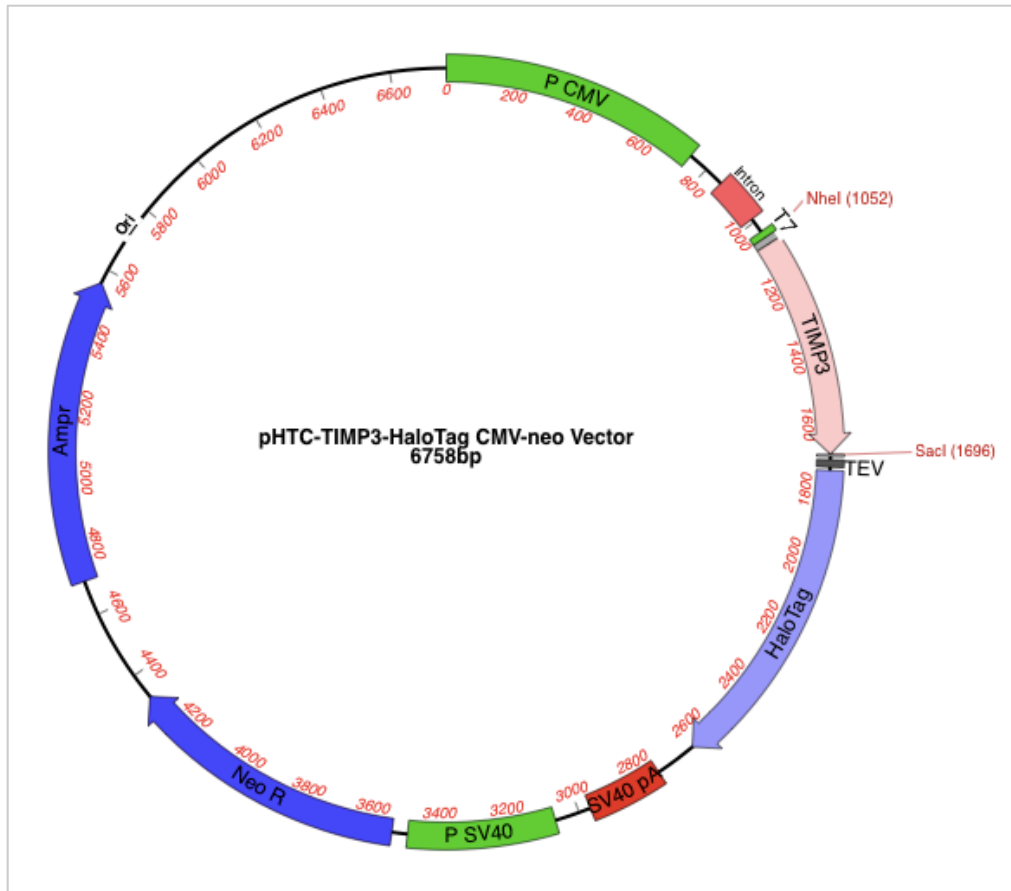 P CMV
0
200
400
600
800
Intron
1000
T7
NheI (1052)
1200
TIMP3
1400
1600
SacI (1696)
TEV
1800
2000
HaloTag
2200
2400
2600
SV40 pA
2800
3000
P SV40
3200
3400
3600
Neo R
3800
4000
4200
4400
4600
4800
Ampr
5000
5200
5400
5600
Ori
5800
6000
6200
6400
6600
pHTC-TIMP3-HaloTag CMV-neo Vector
6758bp